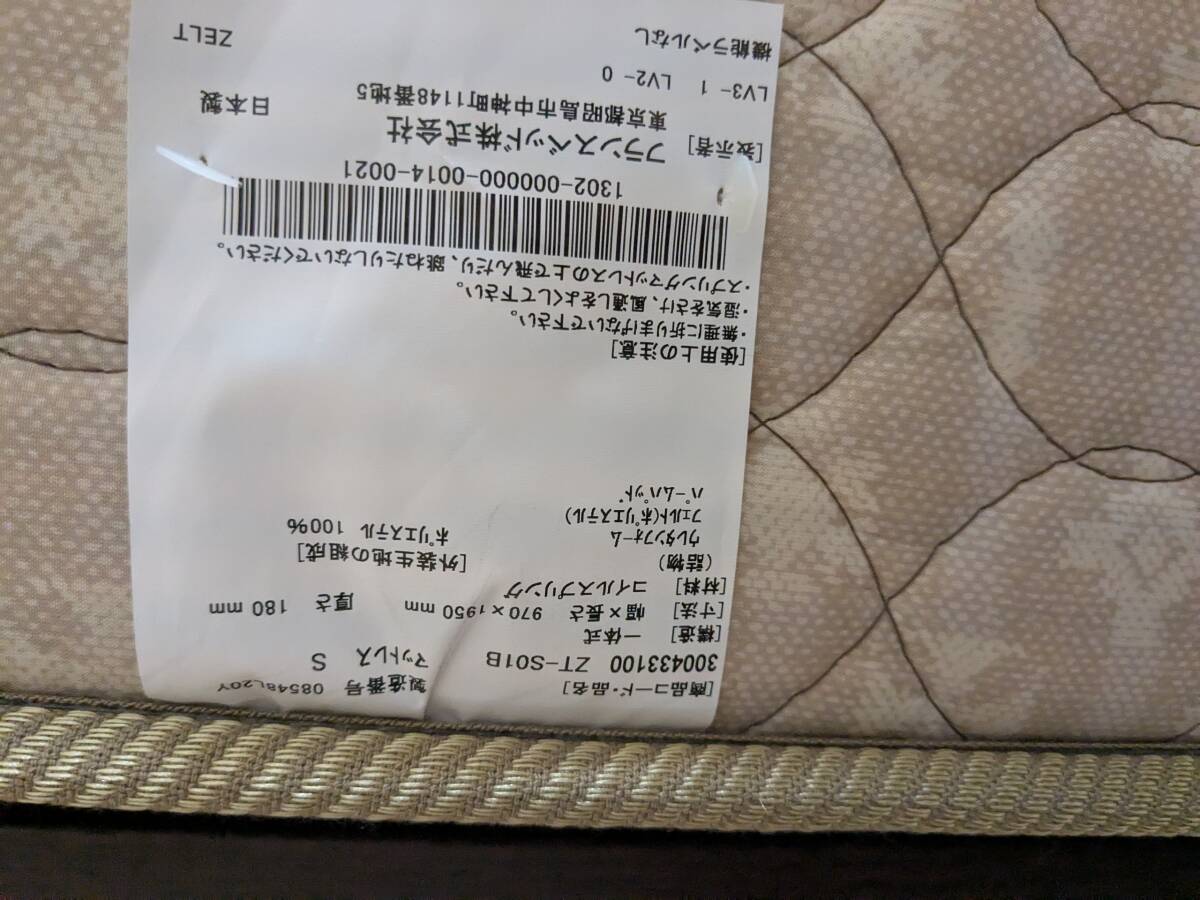 [商品コード・品名] 製造番号 08548L20Y
300433100 ZT-S01B マットレス S
[構造] 一体式
[寸法] 幅×長さ 970×1950 mm 厚さ 180 mm
[材料] コイルスプリング
(詰物) [外装生地の組成]
ウレタンフォーム ポリエステル 100%
フェルト(ポリエステル)
パームパッド
[使用上の注意]
・無理に折りまげないで下さい。
・湿気をさけ、風通しをよくして下さい。
・スプリングマットレスの上で飛んだり、跳ねたりしないでください。
1302-000000-0014-0021
[表示者] フランスベッド株式会社 日本製
東京都昭島市中神町1148番地5
LV3- 1 LV2- 0
機能ラベルなし ZELT